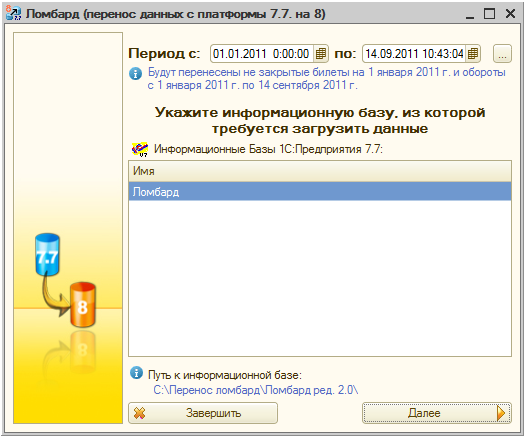 Ломбард (перенос данных с платформы 7.7. на 8)
Период с: 01.01.2011 0:00:00 по: 14.09.2011 10:43:04 ...
Будут перенесены не закрытые билеты на 1 января 2011 г. и обороты
с 1 января 2011 г. по 14 сентября 2011 г.
Укажите информационную базу, из которой
требуется загрузить данные
Информационные Базы 1С:Предприятия 7.7:
Имя
Ломбард
7.7
8
Путь к информационной базе:
C:\Перенос ломбард\Ломбард ред. 2.0\
Завершить
Далее